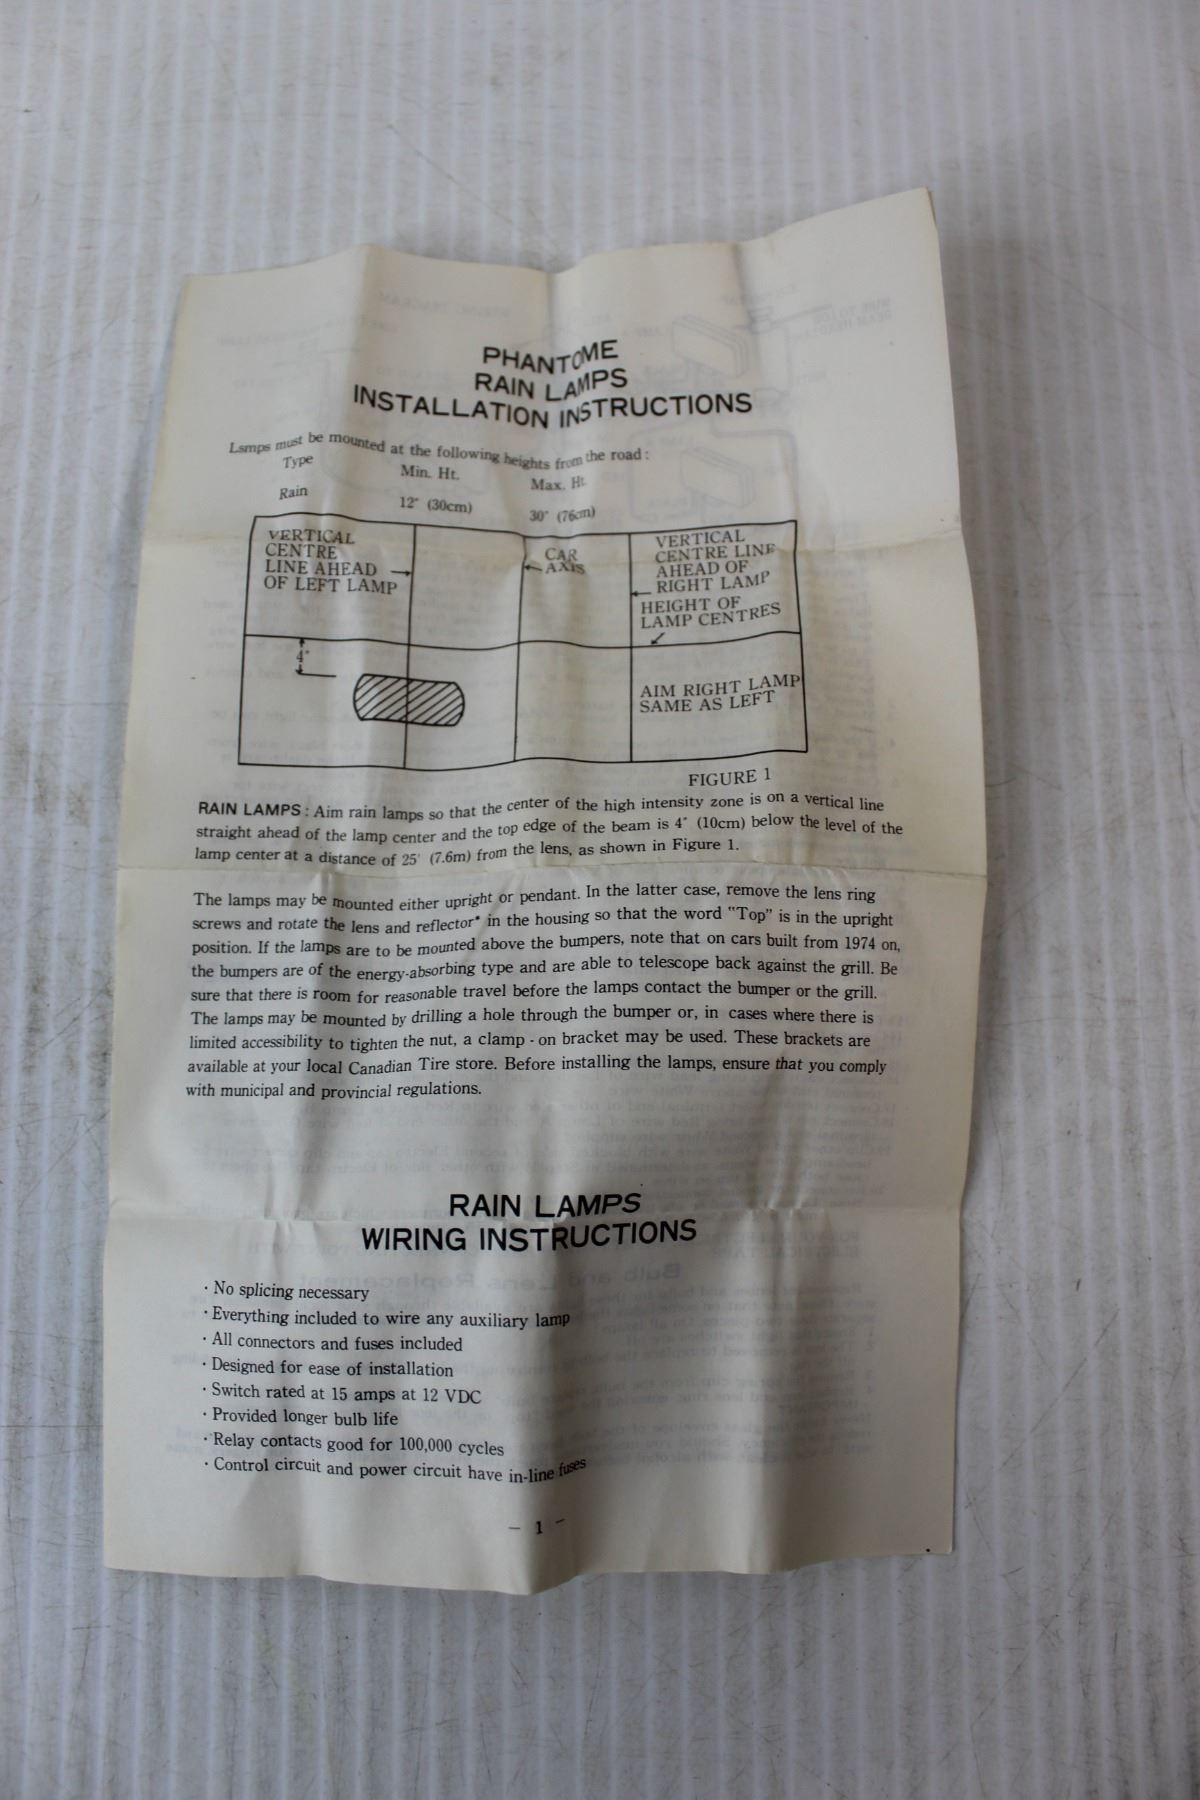 PHANTOME
RAIN LAMPS
INSTALLATION INSTRUCTIONS
Lsmps must be mounted at the following heights from the road :
Type Min. Ht. Max. Ht.
Rain 12" (30cm) 30" (76cm)
VERTICAL
CENTRE
LINE AHEAD
OF LEFT LAMP
CAR
AXIS
VERTICAL
CENTRE LINE
AHEAD OF
RIGHT LAMP
HEIGHT OF
LAMP CENTRES
4"
AIM RIGHT LAMP
SAME AS LEFT
FIGURE 1
RAIN LAMPS : Aim rain lamps so that the center of the high intensity zone is on a vertical line
straight ahead of the lamp center and the top edge of the beam is 4" (10cm) below the level of the
lamp center at a distance of 25' (7.6m) from the lens, as shown in Figure 1.
The lamps may be mounted either upright or pendant. In the latter case, remove the lens ring
screws and rotate the lens and reflector* in the housing so that the word "Top" is in the upright
position. If the lamps are to be mounted above the bumpers, note that on cars built from 1974 on,
the bumpers are of the energy-absorbing type and are able to telescope back against the grill. Be
sure that there is room for reasonable travel before the lamps contact the bumper or the grill.
The lamps may be mounted by drilling a hole through the bumper or, in cases where there is
limited accessibility to tighten the nut, a clamp - on bracket may be used. These brackets are
available at your local Canadian Tire store. Before installing the lamps, ensure that you comply
with municipal and provincial regulations.
RAIN LAMPS
WIRING INSTRUCTIONS
· No splicing necessary
· Everything included to wire any auxiliary lamp
· All connectors and fuses included
· Designed for ease of installation
· Switch rated at 15 amps at 12 VDC
· Provided longer bulb life
· Relay contacts good for 100,000 cycles
· Control circuit and power circuit have in-line fuses
- 1 -